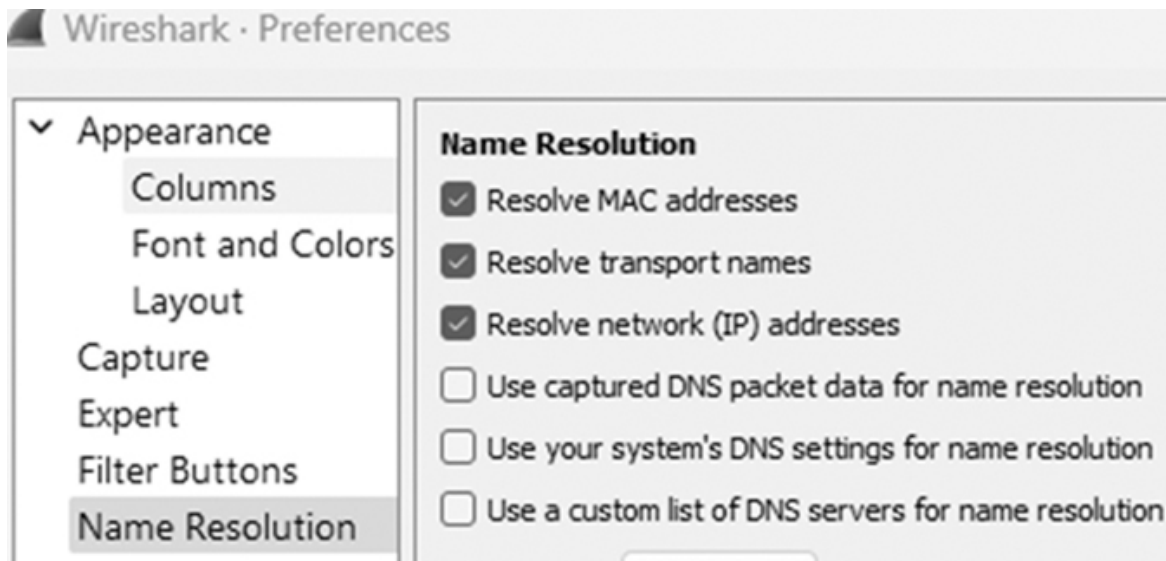 Wireshark · Preferences
Appearance
Columns
Font and Colors
Layout
Capture
Expert
Filter Buttons
Name Resolution
Name Resolution
Resolve MAC addresses
Resolve transport names
Resolve network (IP) addresses
Use captured DNS packet data for name resolution
Use your system's DNS settings for name resolution
Use a custom list of DNS servers for name resolution